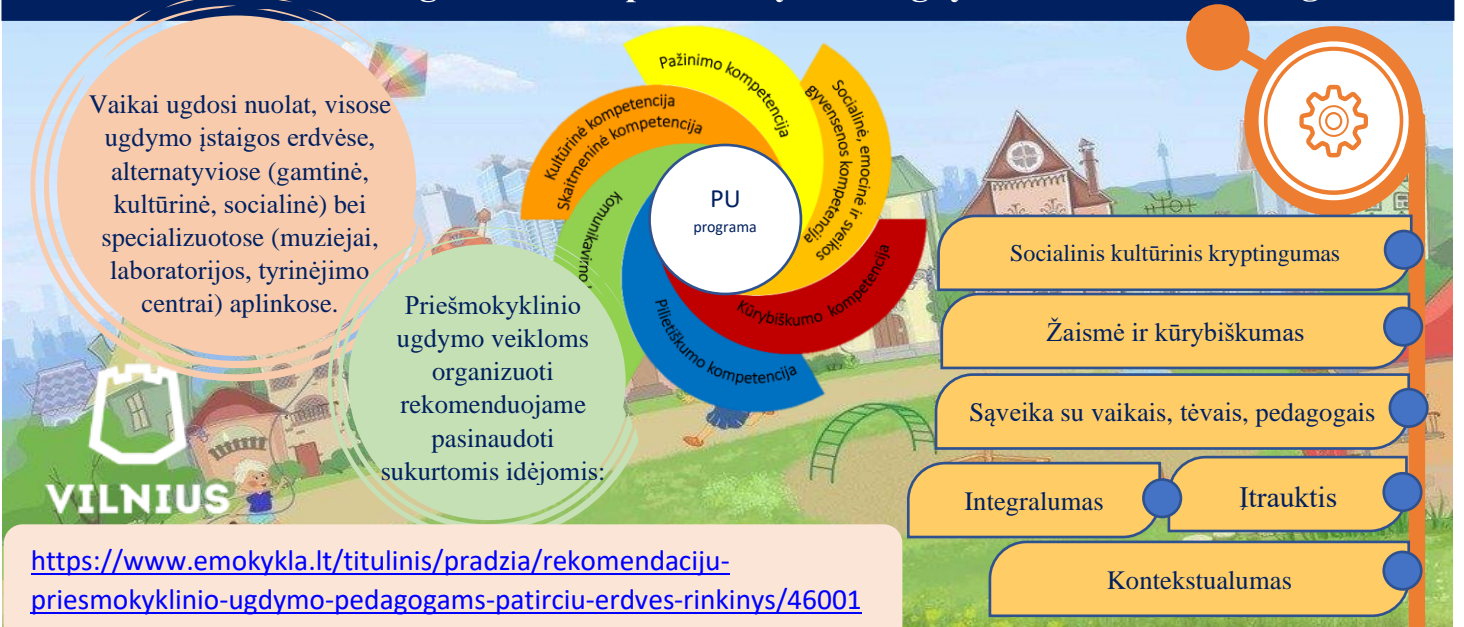 Vaikai ugdosi nuolat, visose
ugdymo įstaigos erdvėse,
alternatyviose (gamtinė,
kultūrinė, socialinė) bei
specializuotose (muziejai,
laboratorijos, tyrinėjimo
centrai) aplinkose.
Priešmokyklinio
ugdymo veikloms
organizuoti
rekomenduojame
pasinaudoti
sukurtomis idėjomis:
VILNIUS
Pažinimo kompetencija
Socialinė, emocinė ir sveikos
gyvensenos kompetencija
Kultūrinė kompetencija
Skaitmeninė kompetencija
Komunikavimo
Pilietiškumo kompetencija
Kūrybiškumo kompetencija
PU
programa
Socialinis kultūrinis kryptingumas
Žaismė ir kūrybiškumas
Sąveika su vaikais, tėvais, pedagogais
Integralumas
Įtrauktis
Kontekstualumas
https://www.emokykla.lt/titulinis/pradzia/rekomendaciju-
priesmokyklinio-ugdymo-pedagogams-patirciu-erdves-rinkinys/46001